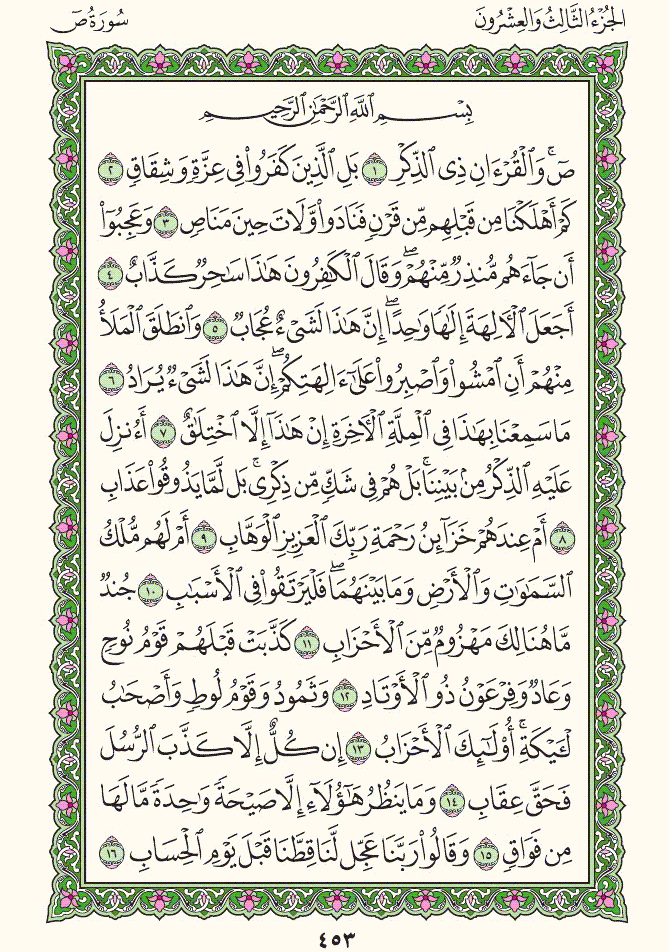 الجُزْءُ الثَّالِثُ وَالعِشْرُونَ
سُورَةُ صٓ
بِسْمِ ٱللَّهِ ٱلرَّحْمَٰنِ ٱلرَّحِيمِ
صٓۚ وَٱلْقُرْءَانِ ذِى ٱلذِّكْرِ ١ بَلِ ٱلَّذِينَ كَفَرُوا۟ فِى عِزَّةٍ وَشِقَاقٍ ٢
كَمْ أَهْلَكْنَا مِن قَبْلِهِم مِّن قَرْنٍ فَنَادَوا۟ وَّلَاتَ حِينَ مَنَاصٍ ٣ وَعَجِبُوٓا۟
أَن جَآءَهُم مُّنذِرٌ مِّنْهُمْۖ وَقَالَ ٱلْكَٰفِرُونَ هَٰذَا سَٰحِرٌ كَذَّابٌ ٤
أَجَعَلَ ٱلْءَالِهَةَ إِلَٰهًا وَٰحِدًاۖ إِنَّ هَٰذَا لَشَىْءٌ عُجَابٌ ٥ وَٱنطَلَقَ ٱلْمَلَأُ
مِنْهُمْ أَنِ ٱمْشُوا۟ وَٱصْبِرُوا۟ عَلَىٰٓ ءَالِهَتِكُمْۖ إِنَّ هَٰذَا لَشَىْءٌ يُرَادُ ٦
مَا سَمِعْنَا بِهَٰذَا فِى ٱلْمِلَّةِ ٱلْءَاخِرَةِ إِنْ هَٰذَآ إِلَّا ٱخْتِلَٰقٌ ٧ أَءُنزِلَ
عَلَيْهِ ٱلذِّكْرُ مِنۢ بَيْنِنَاۚ بَلْ هُمْ فِى شَكٍّ مِّن ذِكْرِىۚ بَل لَّمَّا يَذُوقُوا۟ عَذَابِ
٨ أَمْ عِندَهُمْ خَزَآئِنُ رَحْمَةِ رَبِّكَ ٱلْعَزِيزِ ٱلْوَهَّابِ ٩ أَمْ لَهُم مُّلْكُ
ٱلسَّمَٰوَٰتِ وَٱلْأَرْضِ وَمَا بَيْنَهُمَاۖ فَلْيَرْتَقُوا۟ فِى ٱلْأَسْبَٰبِ ١٠ جُندٌ
مَّا هُنَالِكَ مَهْزُومٌ مِّنَ ٱلْأَحْزَابِ ١١ كَذَّبَتْ قَبْلَهُمْ قَوْمُ نُوحٍ
وَعَادٌ وَفِرْعَوْنُ ذُو ٱلْأَوْتَادِ ١٢ وَثَمُودُ وَقَوْمُ لُوطٍ وَأَصْحَٰبُ
لْـَٔيْكَةِۚ أُو۟لَٰٓئِكَ ٱلْأَحْزَابُ ١٣ إِن كُلٌّ إِلَّا كَذَّبَ ٱلرُّسُلَ
فَحَقَّ عِقَابِ ١٤ وَمَا يَنظُرُ هَٰٓؤُلَآءِ إِلَّا صَيْحَةً وَٰحِدَةً مَّا لَهَا
مِن فَوَاقٍ ١٥ وَقَالُوا۟ رَبَّنَا عَجِّل لَّنَا قِطَّنَا قَبْلَ يَوْمِ ٱلْحِسَابِ ١٦
٤٥٣